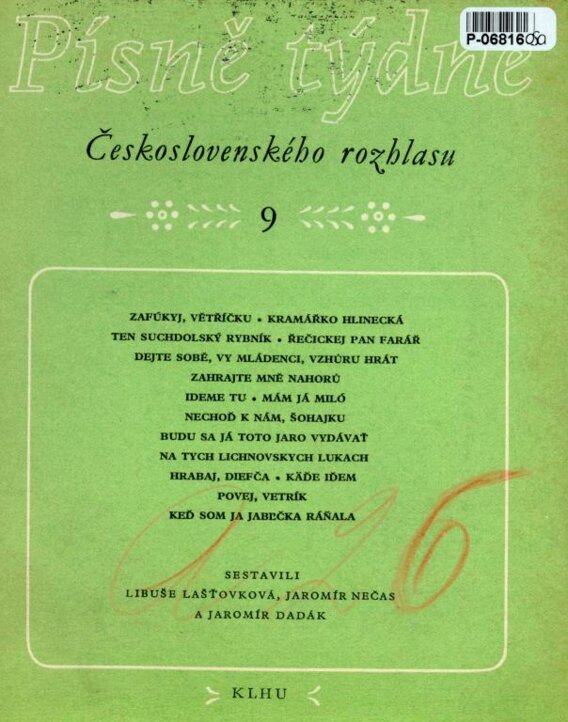 Písně týdne
P-06816
Československého rozhlasu
9
ZAFÚKYJ, VĚTŘÍČKU • KRAMÁŘKO HLINECKÁ
TEN SUCHDOLSKÝ RYBNÍK • ŘEČICKEJ PAN FARÁŘ
DEJTE SOBĚ, VY MLÁDENCI, VZHŮRU HRÁT
ZAHRAJTE MNĚ NAHORŮ
IDEME TU • MÁM JÁ MILÓ
NECHOĎ K NÁM, ŠOHAJKU
BUDU SA JÁ TOTO JARO VYDÁVAŤ
NA TYCH LICHNOVSKYCH LUKACH
HRABAJ, DIEFČA • KÄĎE IĎEM
POVEJ, VETRÍK
KEĎ SOM JA JABĽČKA RÁŇALA
SESTAVILI
LIBUŠE LAŠŤOVKOVÁ, JAROMÍR NEČAS
A JAROMÍR DADÁK
KLHU